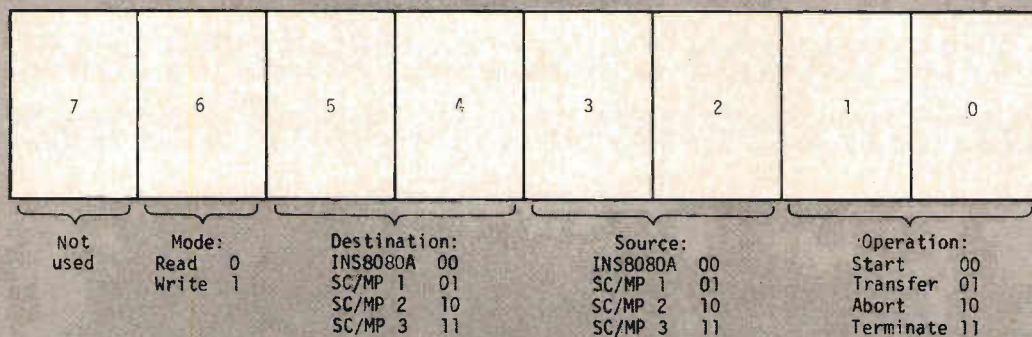 7 6 5 4 3 2 1 0
Not used
Mode:
Read 0
Write 1
Destination:
INS8080A 00
SC/MP 1 01
SC/MP 2 10
SC/MP 3 11
Source:
INS8080A 00
SC/MP 1 01
SC/MP 2 10
SC/MP 3 11
Operation:
Start 00
Transfer 01
Abort 10
Terminate 11